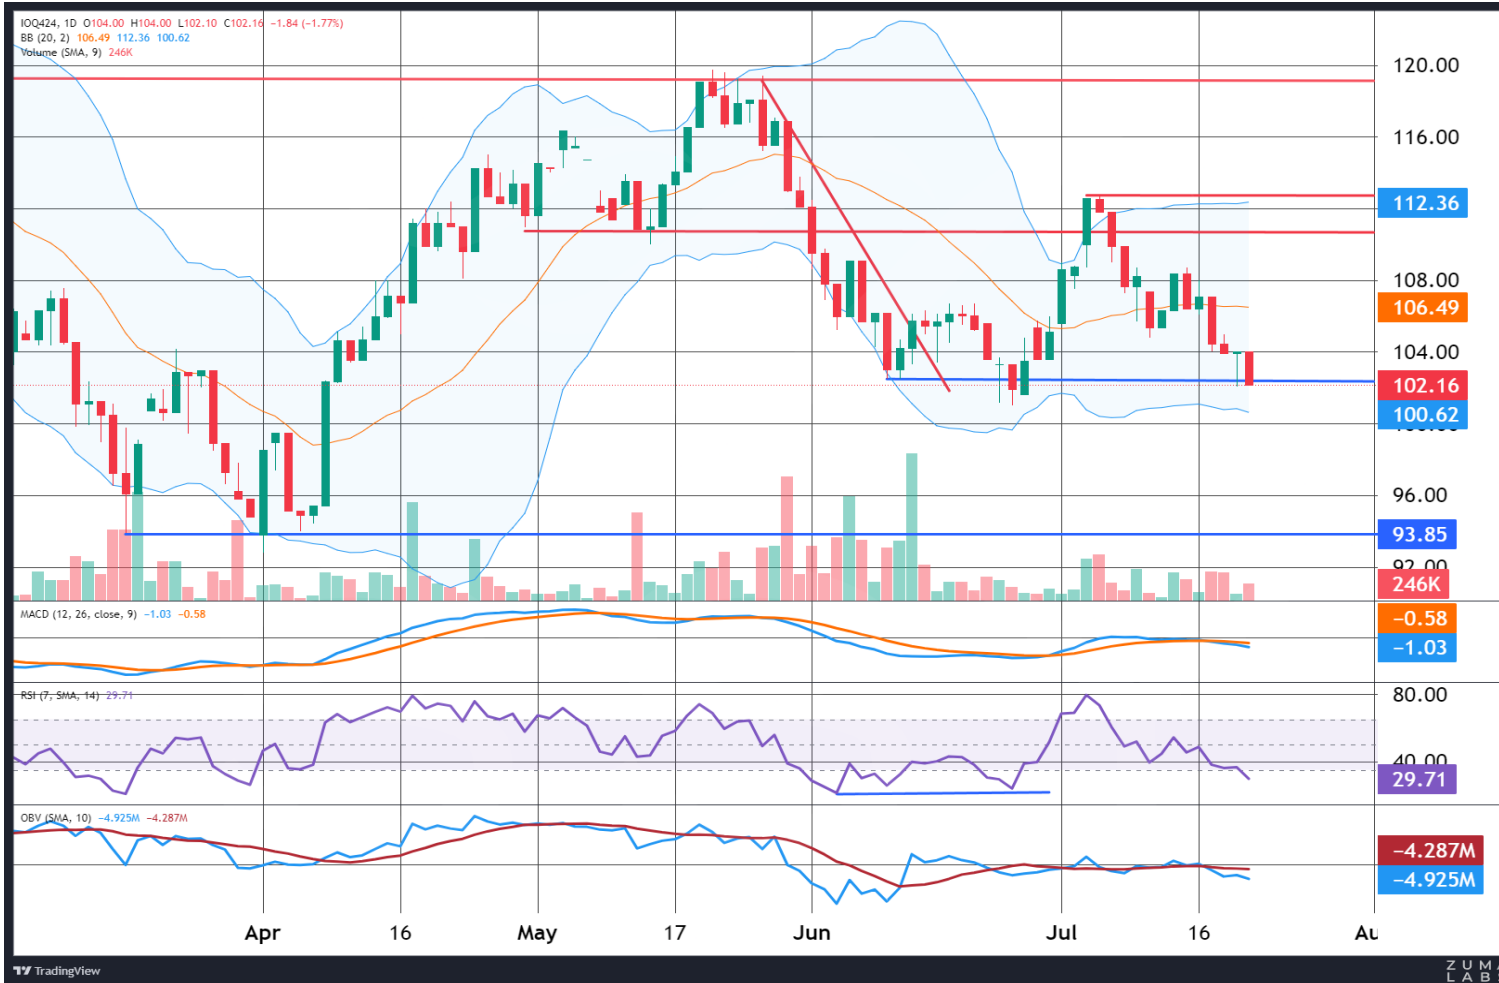 IOQ424, 1D O104.00 H104.00 L102.10 C102.16 −1.84 (−1.77%)
BB (20, 2) 106.49 112.36 100.62
Volume (SMA, 9) 246K
120.00
116.00
112.36
108.00
106.49
104.00
102.16
100.62
96.00
93.85
92.00
246K
MACD (12, 26, close, 9) −1.03 −0.58
−0.58
−1.03
RSI (7, SMA, 14) 29.71
80.00
40.00
29.71
OBV (SMA, 10) −4.925M −4.287M
−4.287M
−4.925M
Apr 16 May 17 Jun Jul 16 Au
TradingView
ZUM
LAB